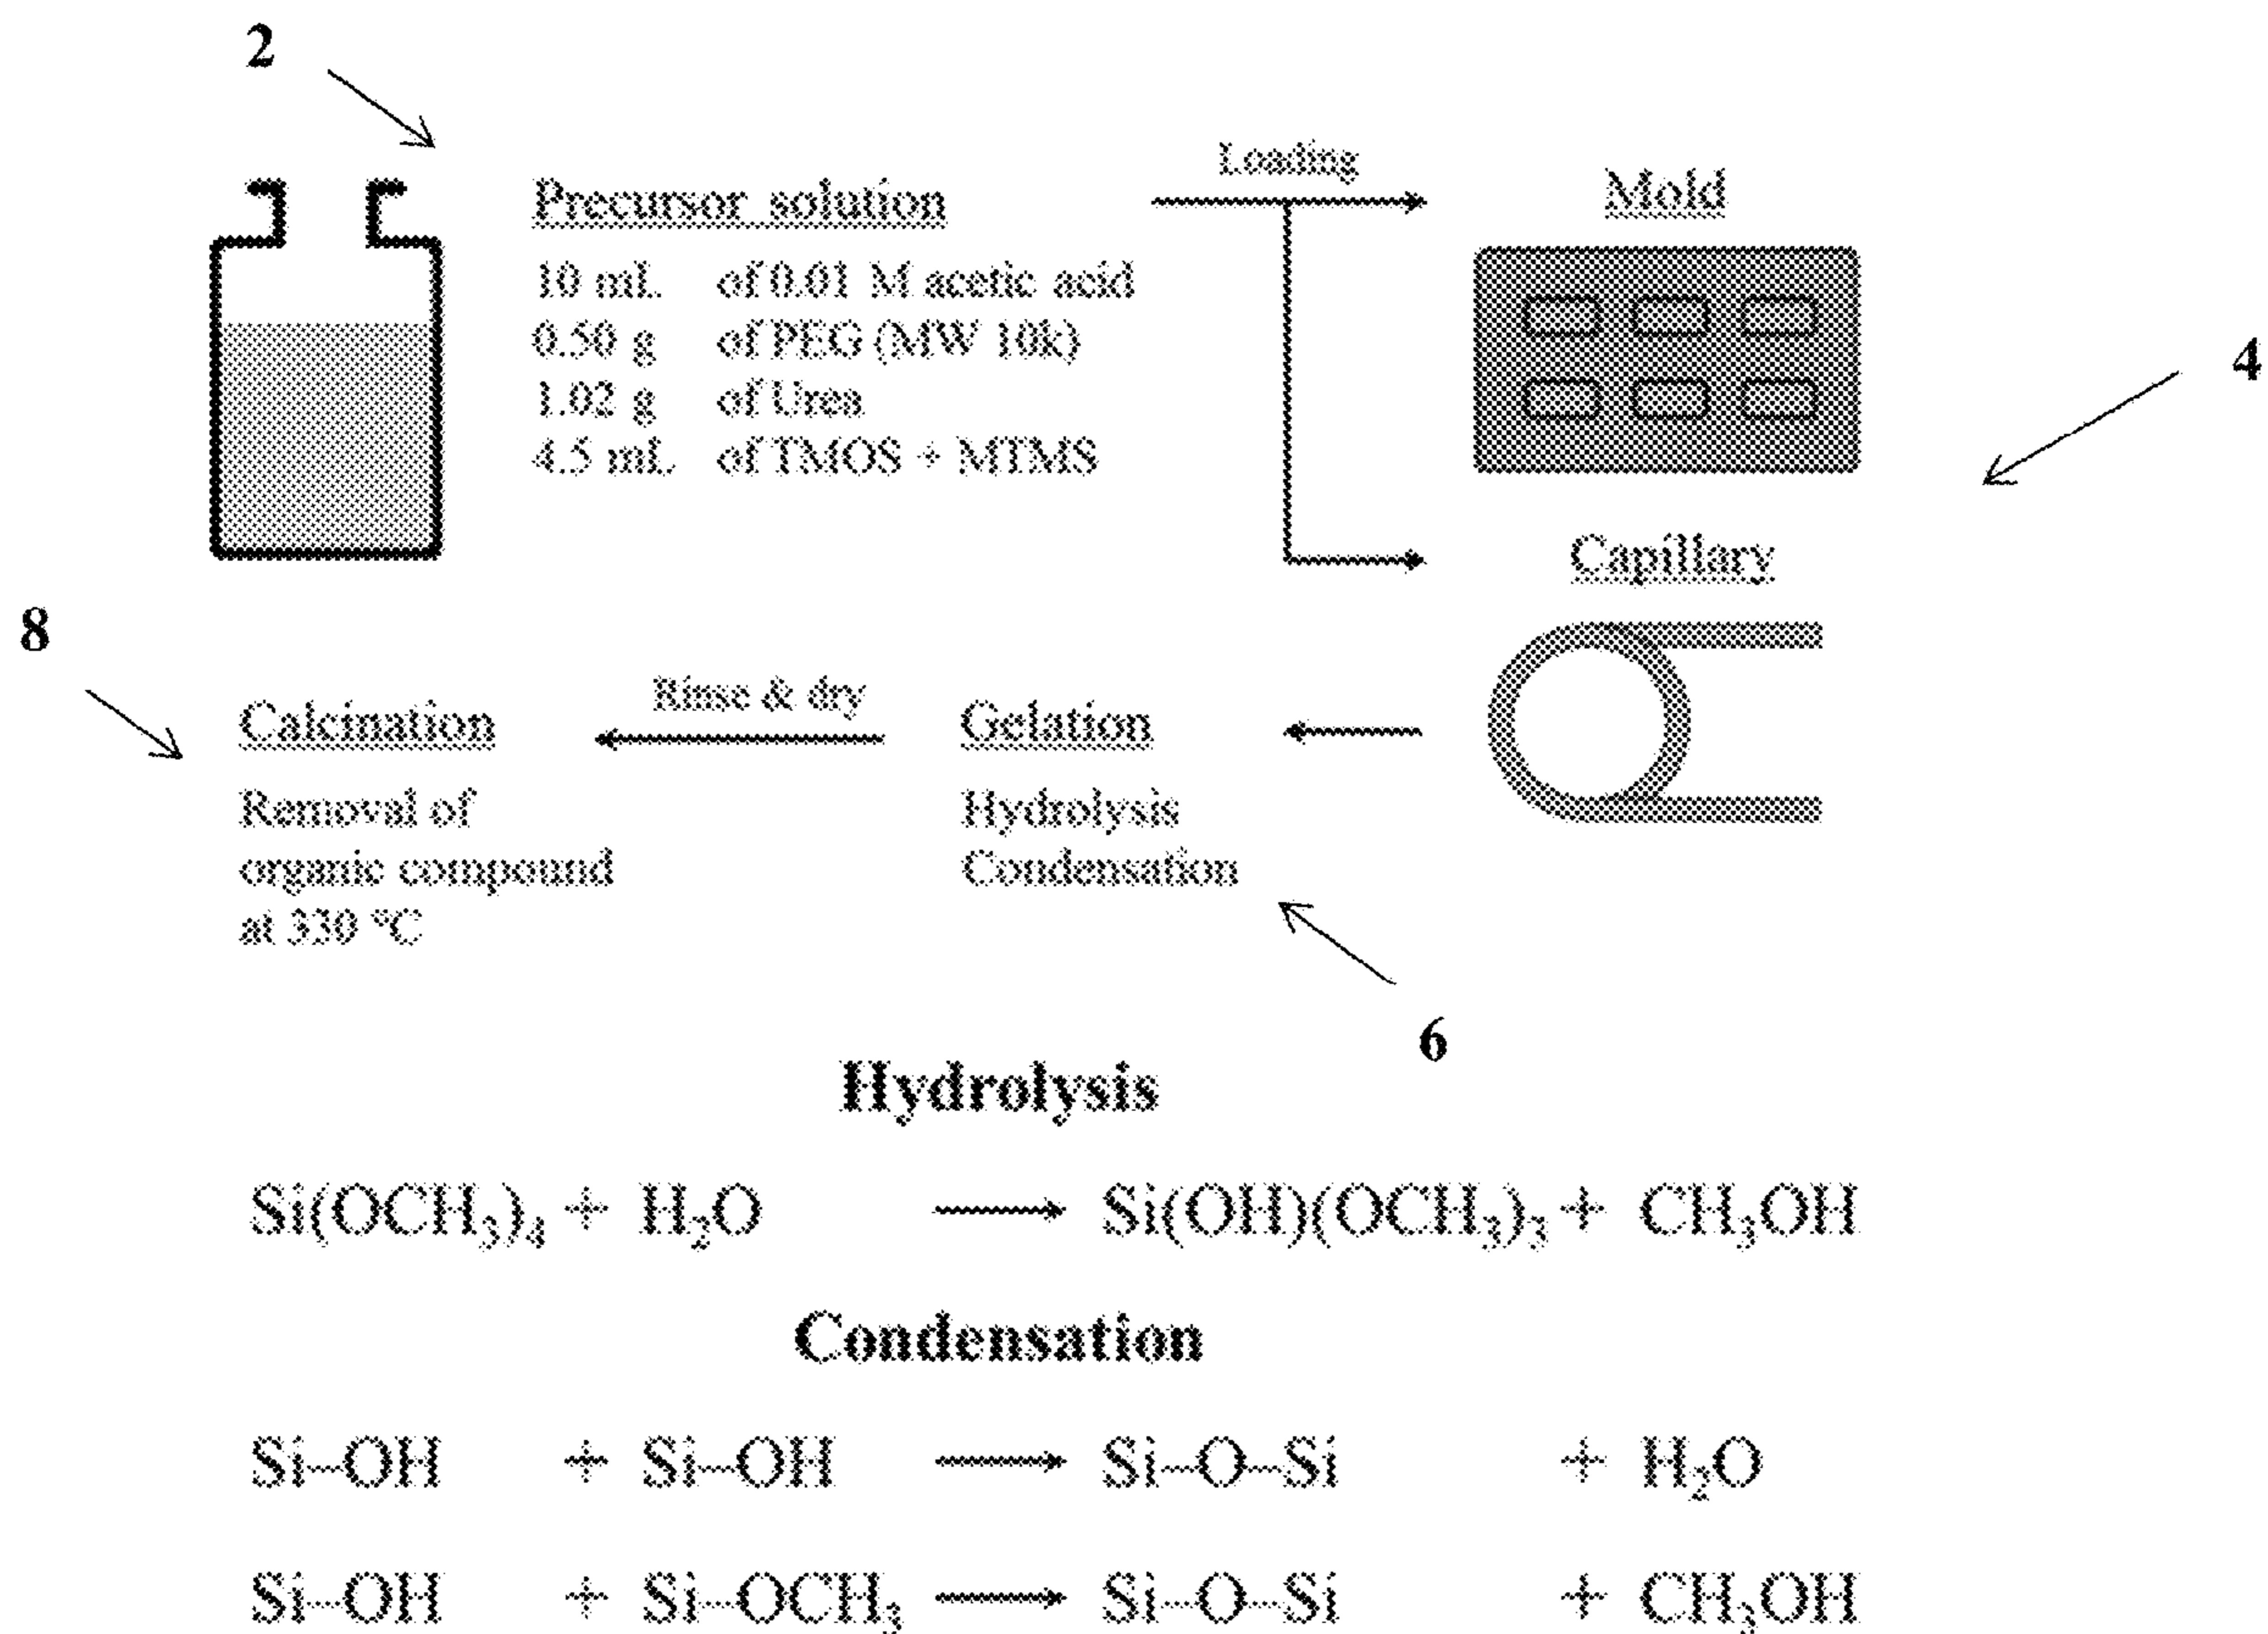 2
Precursor solution
10 mL of 0.01 M acetic acid
0.50 g of PEG (MW 10k)
1.02 g of Urea
4.5 mL of TMOS + MTMS
Loading
Mold
4
Capillary
8
Calcination
Removal of
organic compound
at 330 °C
Rinse & dry
Gelation
Hydrolysis
Condensation
6
Hydrolysis
Si(OCH₃)₄ + H₂O → Si(OH)(OCH₃)₃ + CH₃OH
Condensation
Si–OH + Si–OH → Si–O–Si + H₂O
Si–OH + Si–OCH₃ → Si–O–Si + CH₃OH